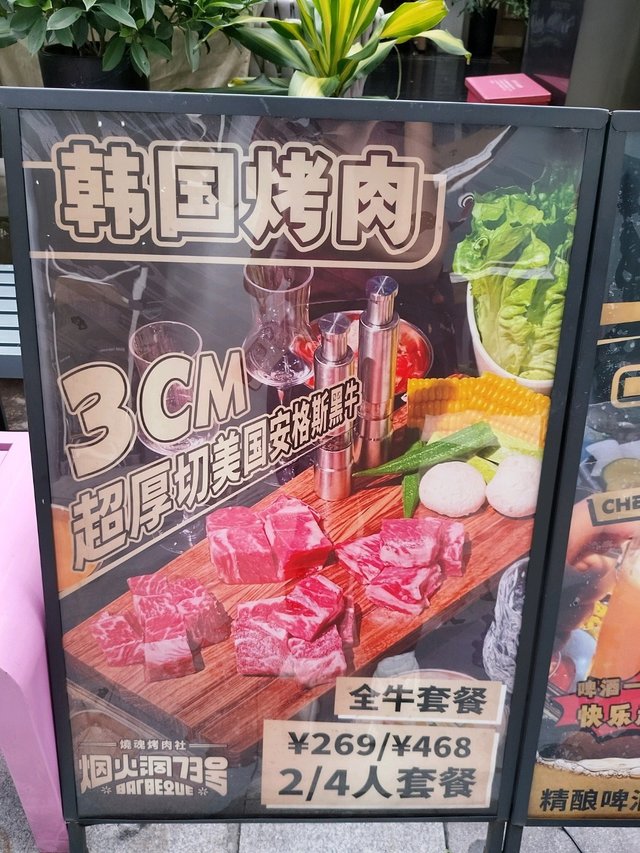 韩国烤肉
3CM
超厚切美国安格斯黑牛
全牛套餐
¥269/¥468
2/4人套餐
燒魂烤肉社
烟火洞73号
BARBEQUE
CHE
啤酒一
快乐
精酿啤酒